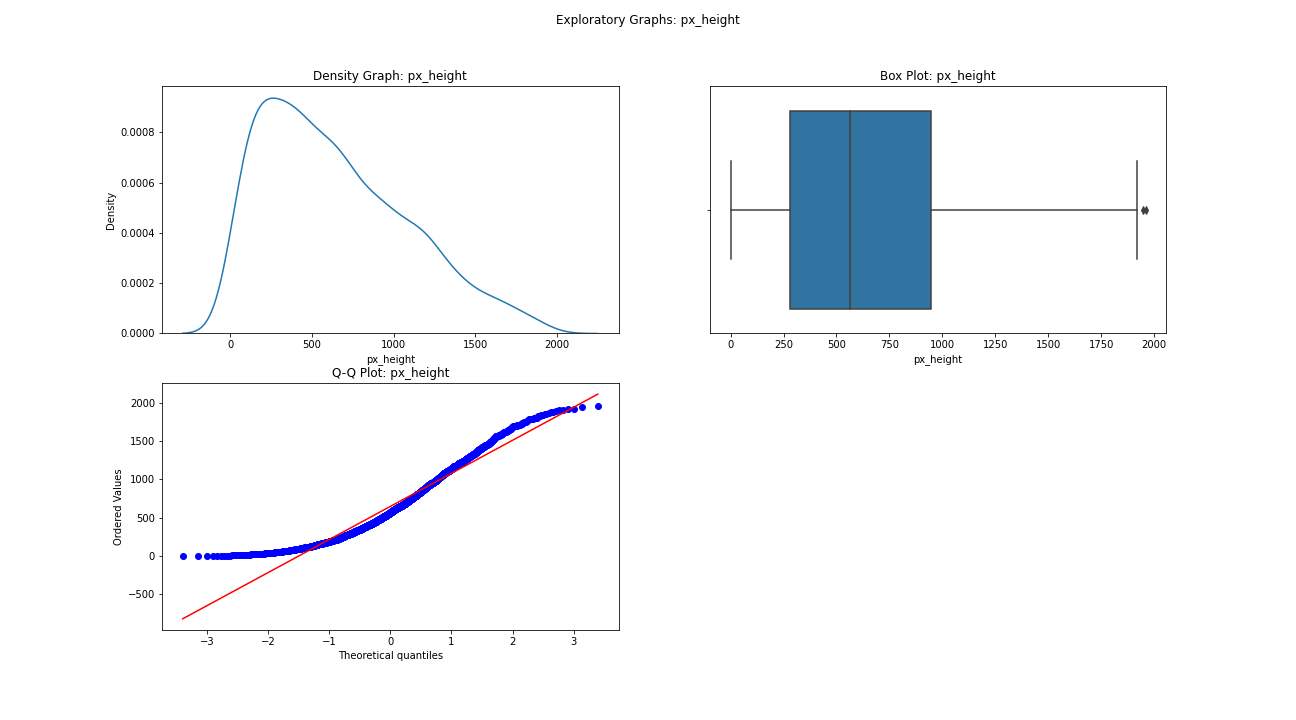 Exploratory Graphs: px_height
Density Graph: px_height
Density
0.0008
0.0006
0.0004
0.0002
0.0000
0 500 1000 1500 2000
px_height
Box Plot: px_height
0 250 500 750 1000 1250 1500 1750 2000
px_height
Q-Q Plot: px_height
Ordered Values
2000
1500
1000
500
0
−500
−3 −2 −1 0 1 2 3
Theoretical quantiles